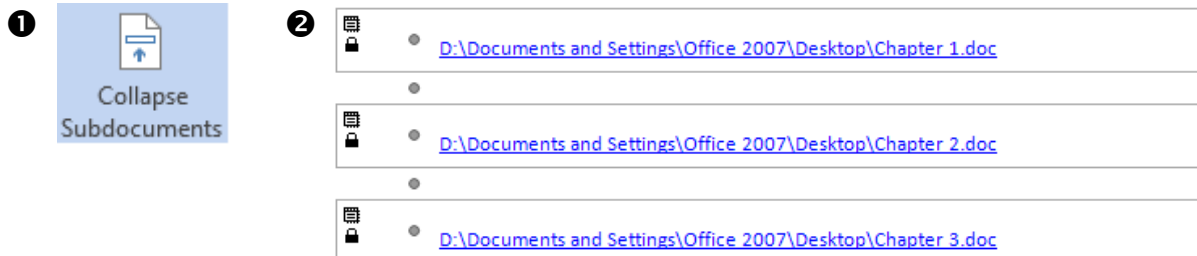 ❶
Collapse
Subdocuments
❷
D:\Documents and Settings\Office 2007\Desktop\Chapter 1.doc
D:\Documents and Settings\Office 2007\Desktop\Chapter 2.doc
D:\Documents and Settings\Office 2007\Desktop\Chapter 3.doc